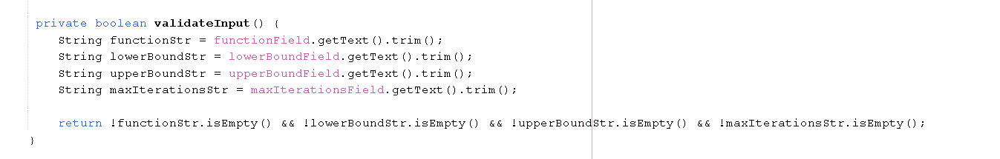 private boolean validateInput() {
String functionStr = functionField.getText().trim();
String lowerBoundStr = lowerBoundField.getText().trim();
String upperBoundStr = upperBoundField.getText().trim();
String maxIterationsStr = maxIterationsField.getText().trim();
return !functionStr.isEmpty() && !lowerBoundStr.isEmpty() && !upperBoundStr.isEmpty() && !maxIterationsStr.isEmpty();
}